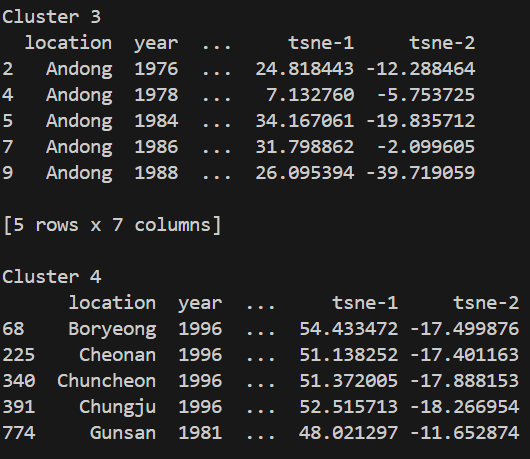 Cluster 3
location year ... tsne-1 tsne-2
2 Andong 1976 ... 24.818443 -12.288464
4 Andong 1978 ... 7.132760 -5.753725
5 Andong 1984 ... 34.167061 -19.835712
7 Andong 1986 ... 31.798862 -2.099605
9 Andong 1988 ... 26.095394 -39.719059
[5 rows x 7 columns]
Cluster 4
location year ... tsne-1 tsne-2
68 Boryeong 1996 ... 54.433472 -17.499876
225 Cheonan 1996 ... 51.138252 -17.401163
340 Chuncheon 1996 ... 51.372005 -17.888153
391 Chungju 1996 ... 52.515713 -18.266954
774 Gunsan 1981 ... 48.021297 -11.652874